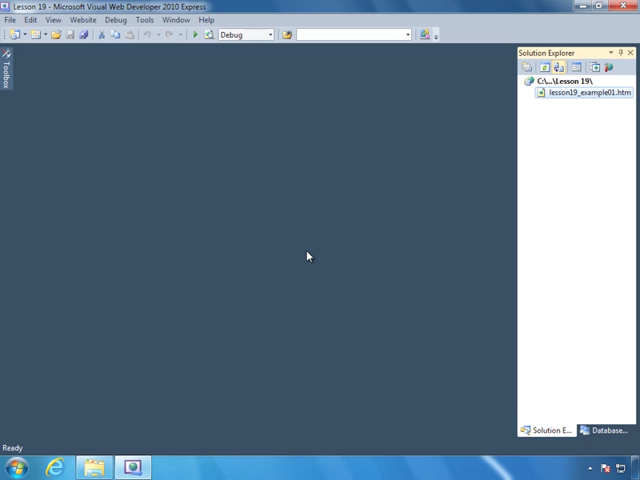 Lesson 19 - Microsoft Visual Web Developer 2010 Express
File Edit View Website Debug Tools Window Help
Debug
Toolbox
Solution Explorer
C:\...\Lesson 19\
lesson19_example01.htm
Solution E... Database...
Ready